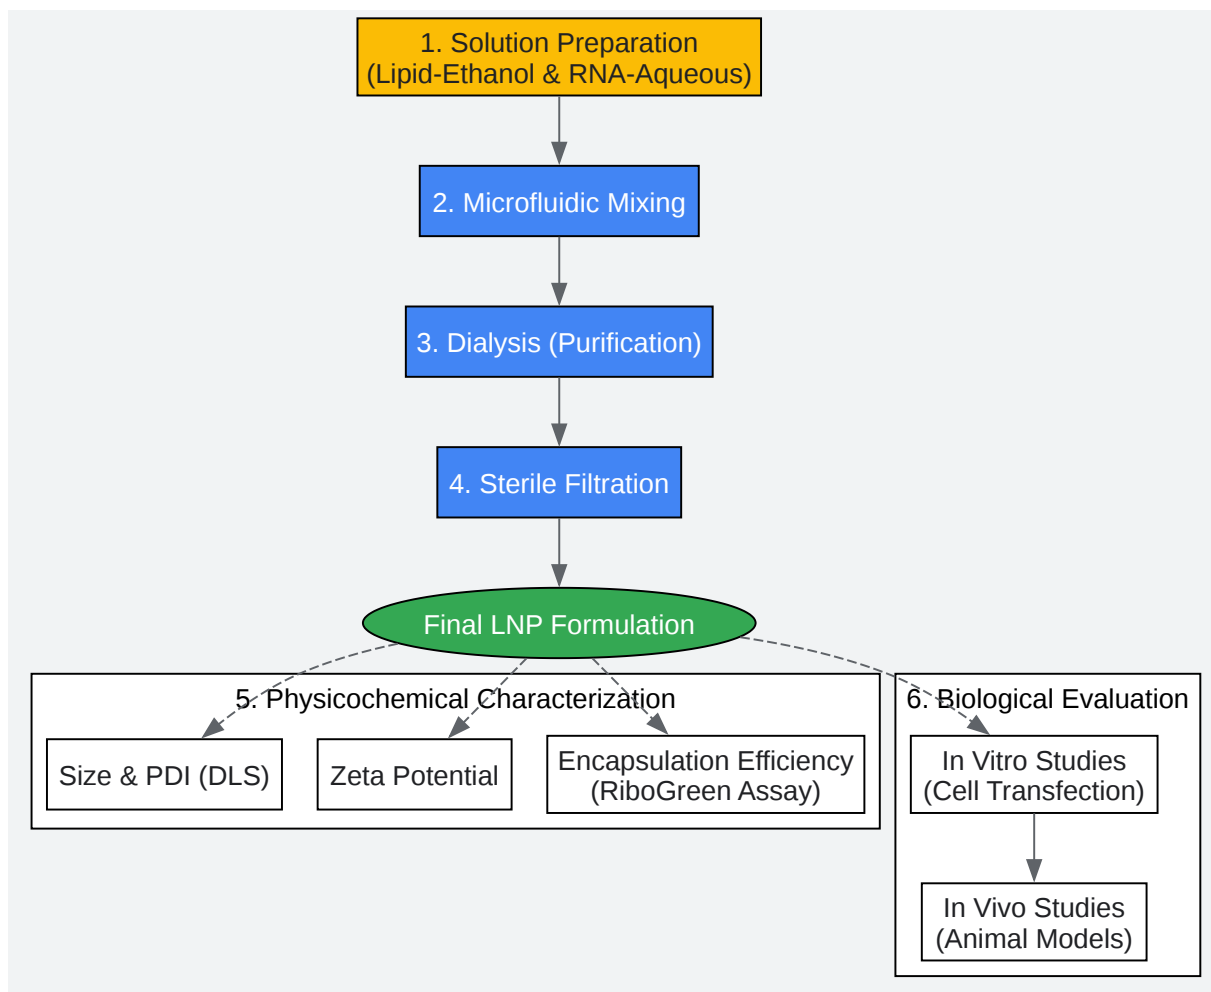 1. Solution Preparation
(Lipid-Ethanol & RNA-Aqueous)
2. Microfluidic Mixing
3. Dialysis (Purification)
4. Sterile Filtration
Final LNP Formulation
5. Physicochemical Characterization
Size & PDI (DLS)
Zeta Potential
Encapsulation Efficiency
(RiboGreen Assay)
6. Biological Evaluation
In Vitro Studies
(Cell Transfection)
In Vivo Studies
(Animal Models)